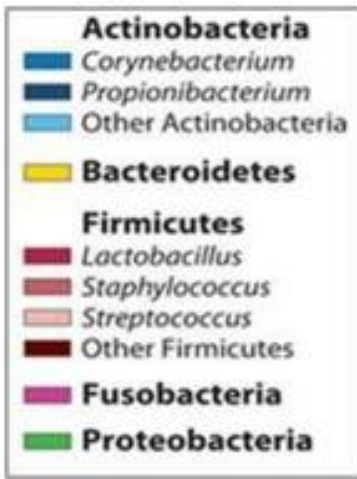 Actinobacteria
Corynebacterium
Propionibacterium
Other Actinobacteria
Bacteroidetes
Firmicutes
Lactobacillus
Staphylococcus
Streptococcus
Other Firmicutes
Fusobacteria
Proteobacteria